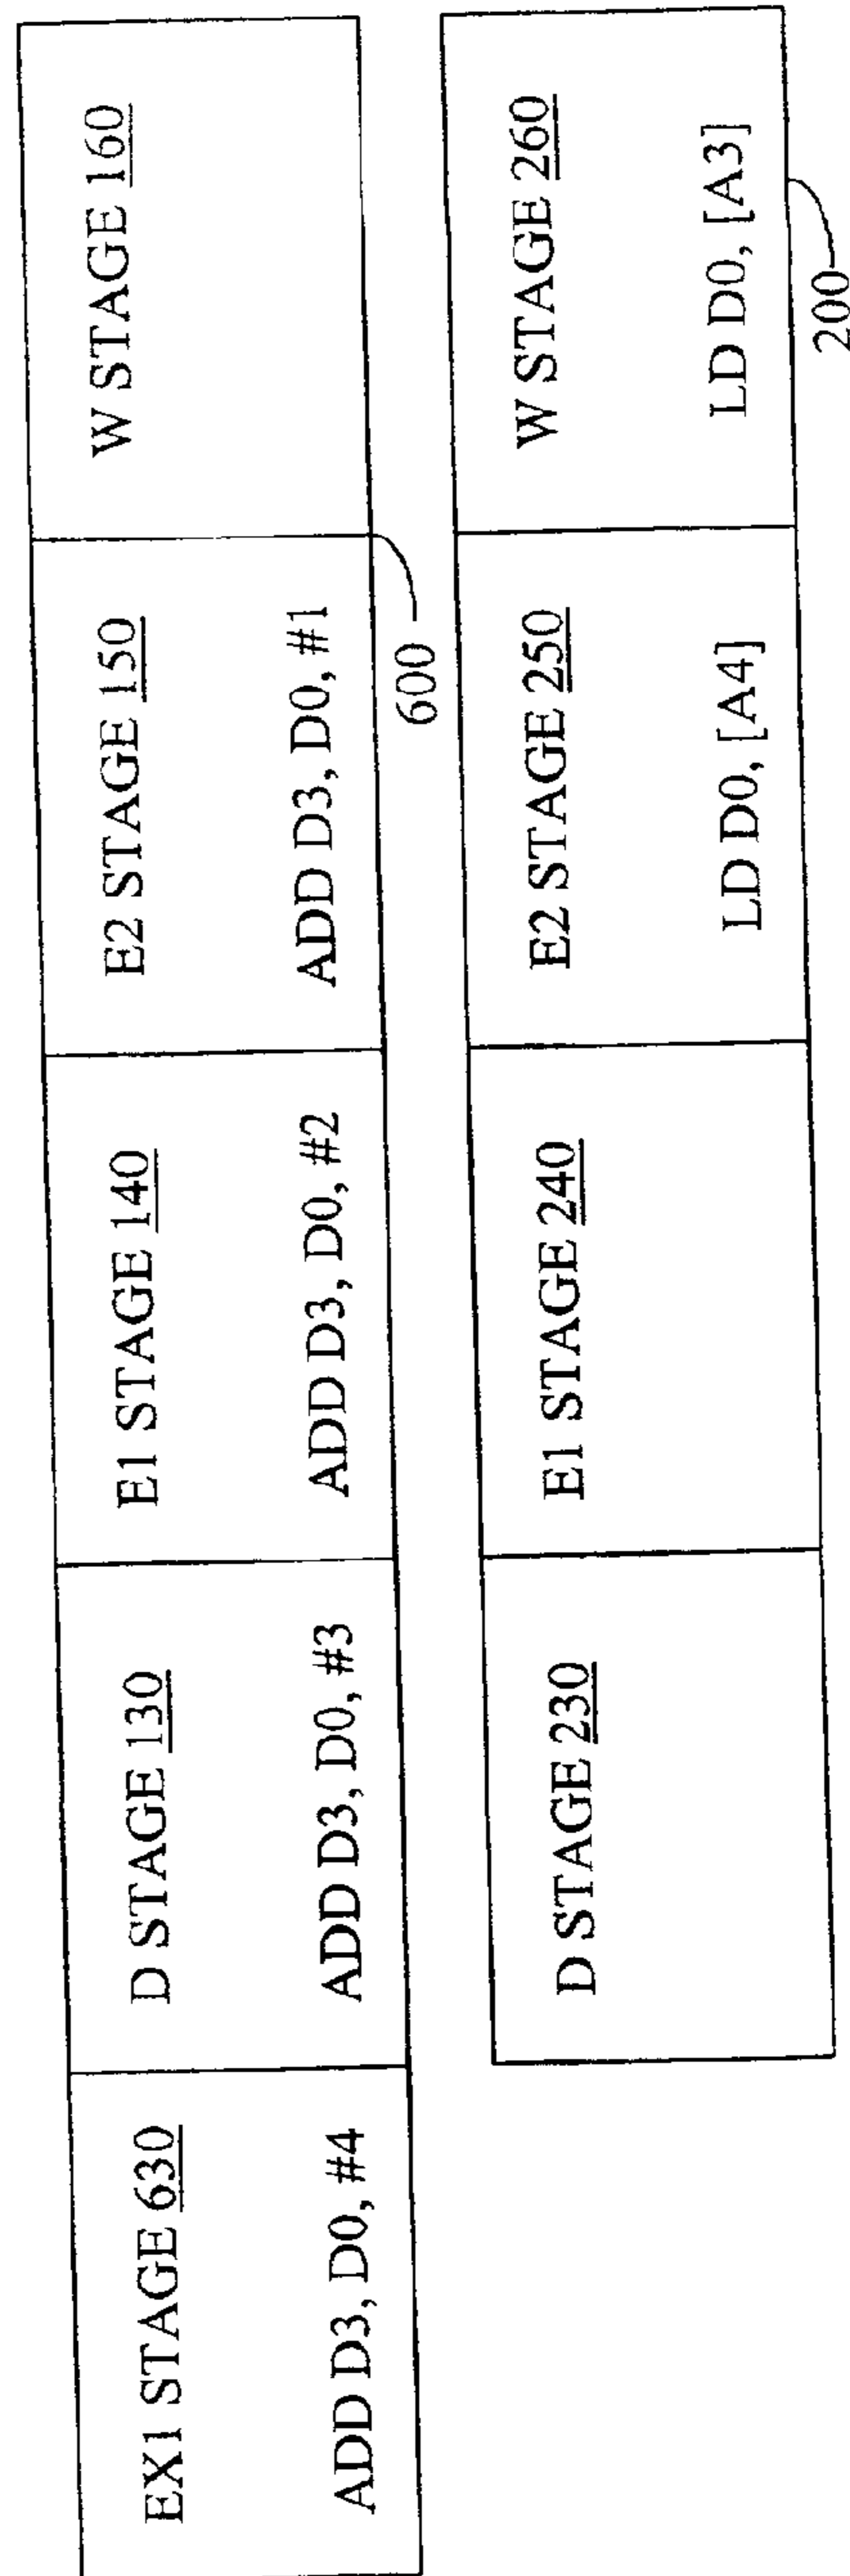 EX1 STAGE 630
ADD D3, D0, #4
D STAGE 130
ADD D3, D0, #3
E1 STAGE 140
ADD D3, D0, #2
E2 STAGE 150
ADD D3, D0, #1
W STAGE 160
600
D STAGE 230
E1 STAGE 240
E2 STAGE 250
LD D0, [A4]
W STAGE 260
LD D0, [A3]
200